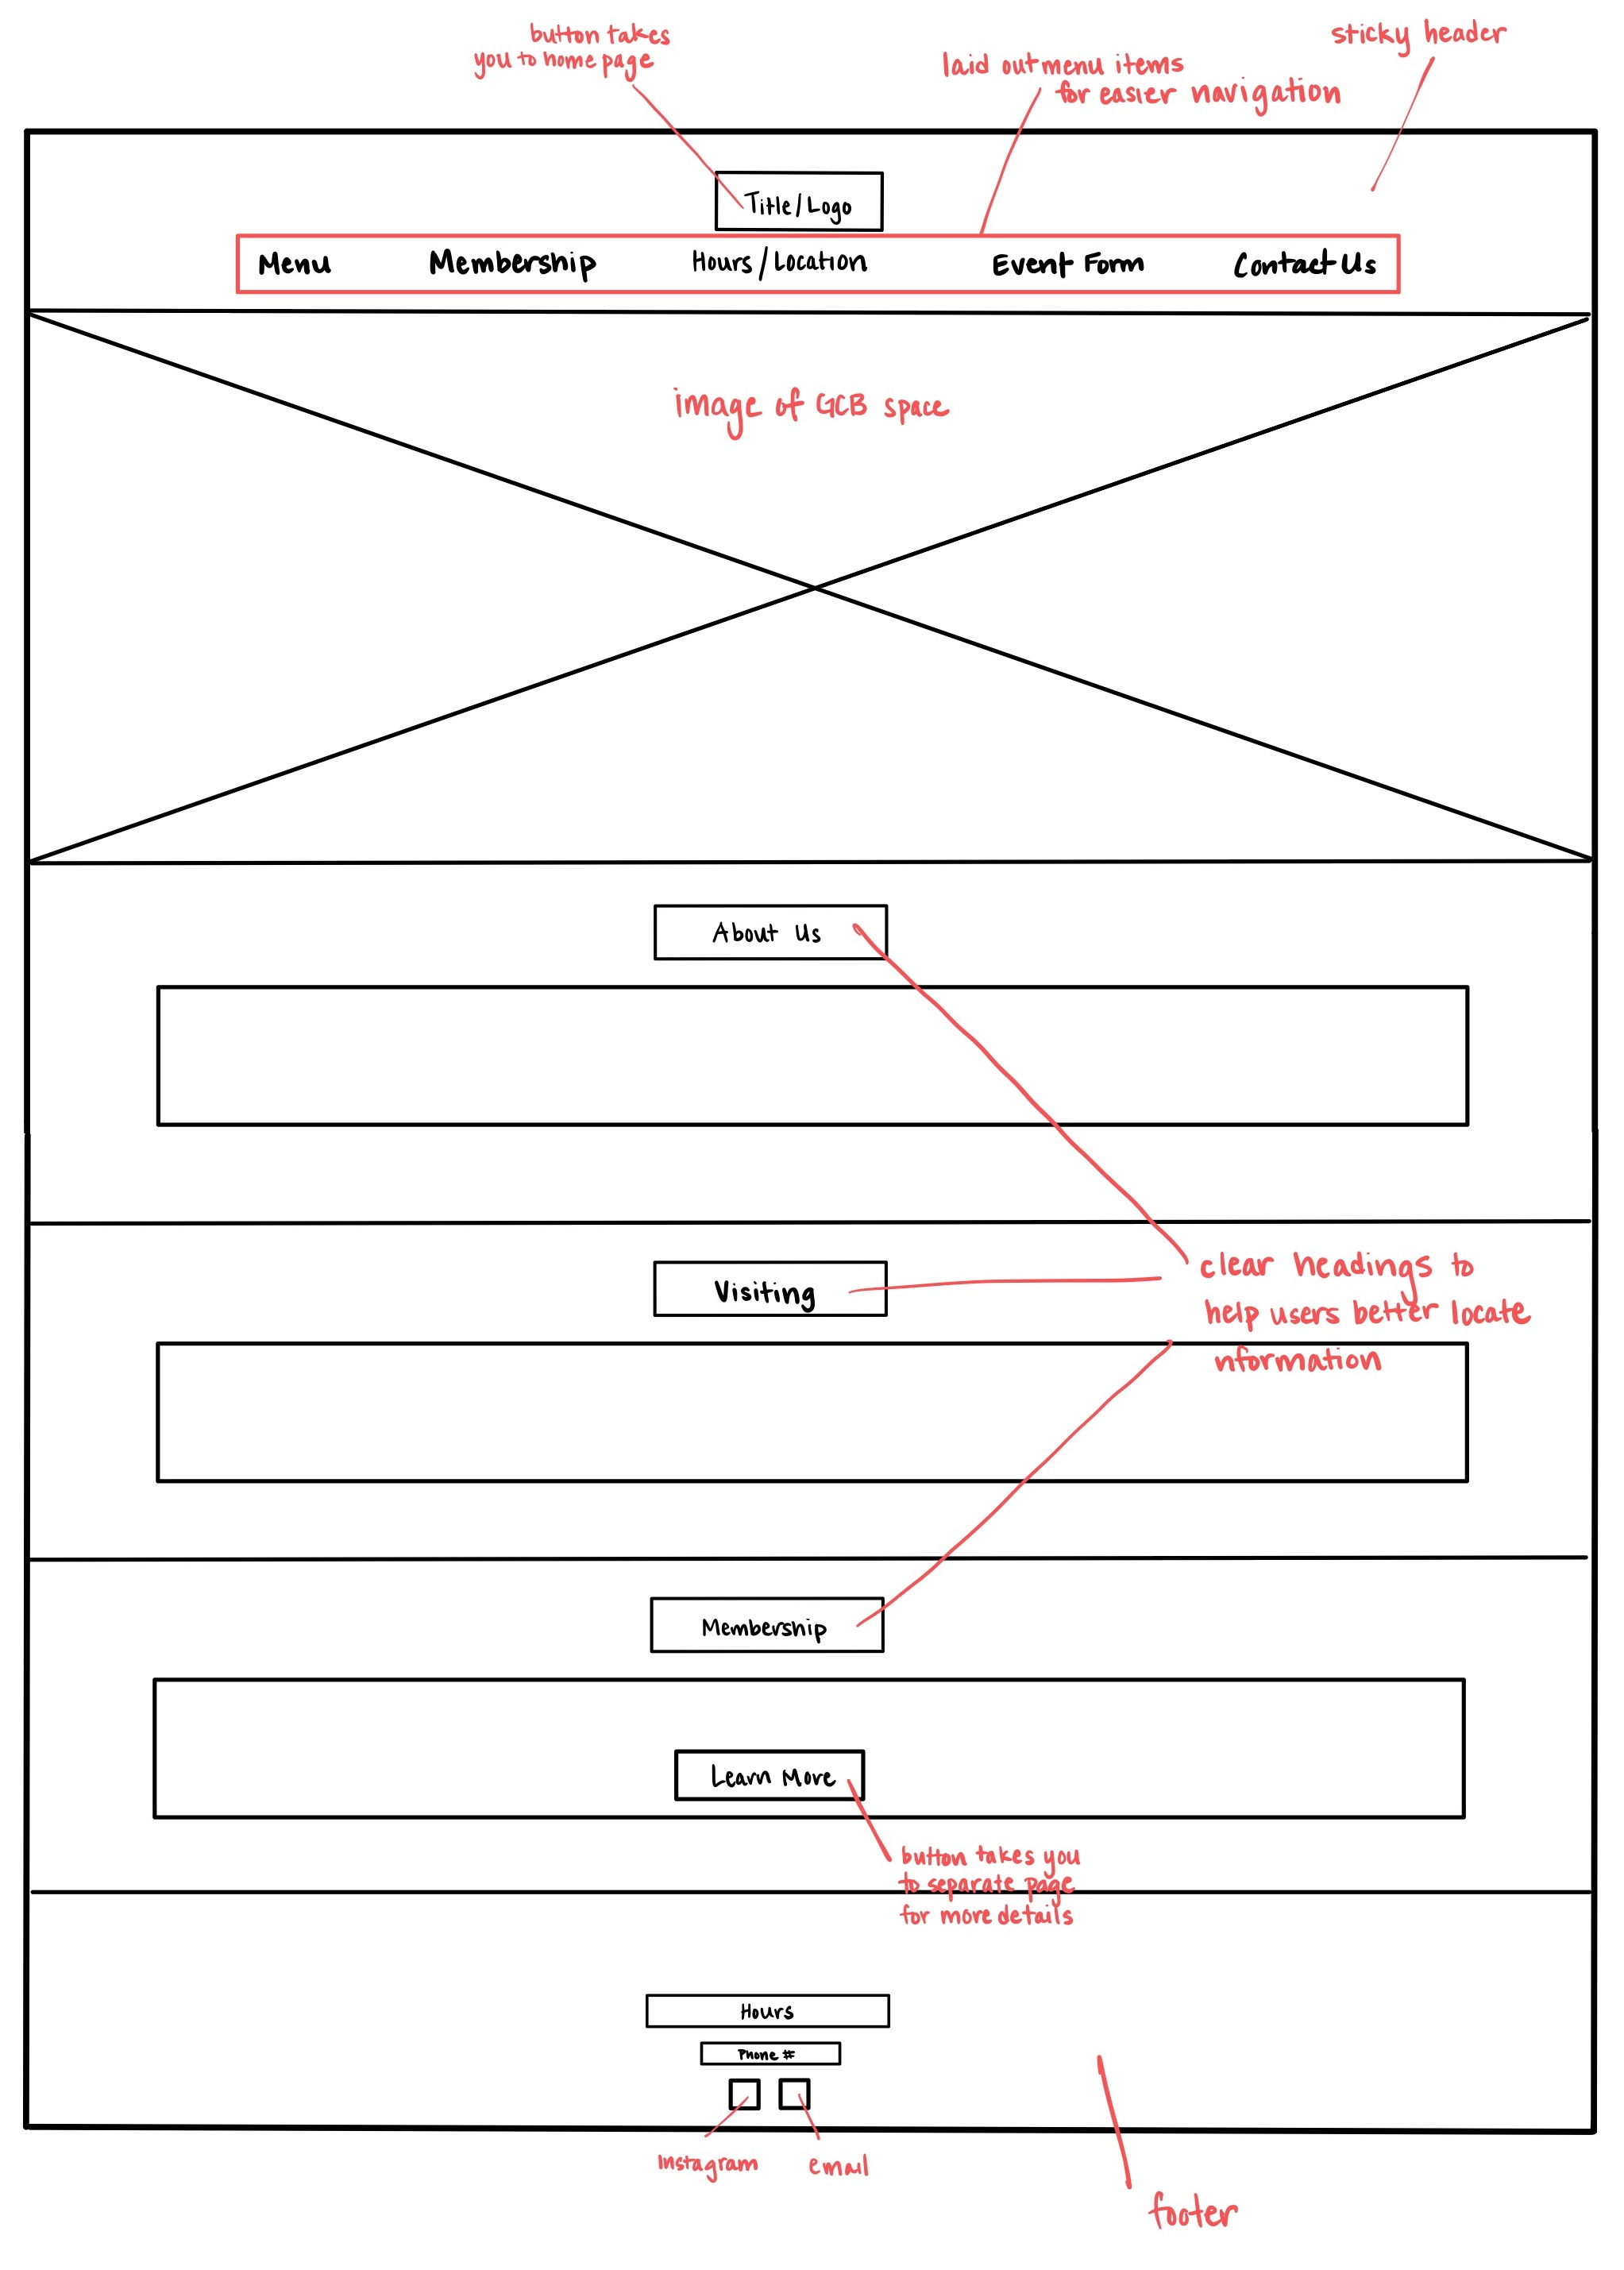 button takes
you to home page
laid out menu items
for easier navigation
sticky header
Title/Logo
Menu Membership Hours/Location Event Form Contact Us
image of GCB space
About Us
clear headings to
help users better locate
nformation
Visiting
Membership
Learn More
button takes you
to separate page
for more details
Hours
Phone #
Instagram email
footer